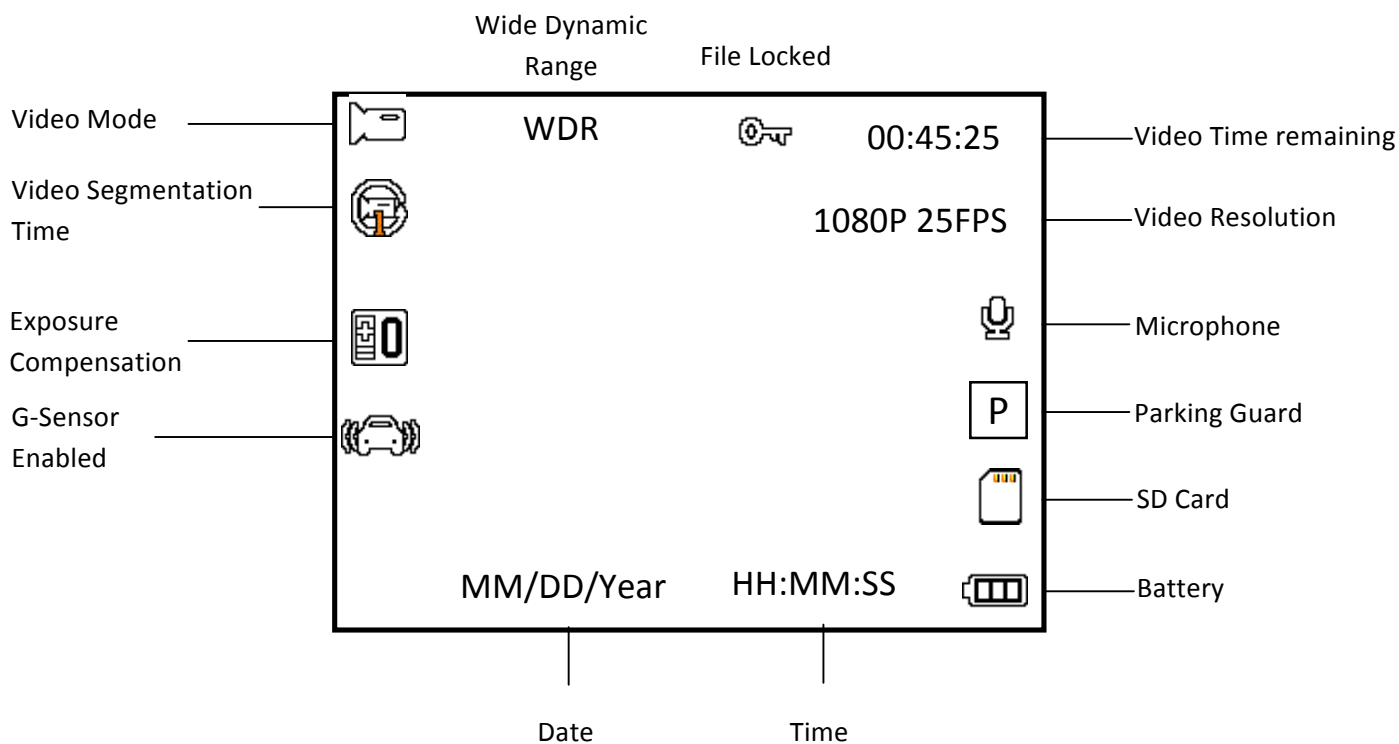 Wide Dynamic
Range
File Locked
Video Mode
WDR
00:45:25
Video Time remaining
Video Segmentation
Time
1
1080P 25FPS
Video Resolution
Exposure
Compensation
0
Microphone
G-Sensor
Enabled
P
Parking Guard
SD Card
MM/DD/Year
HH:MM:SS
Battery
Date
Time